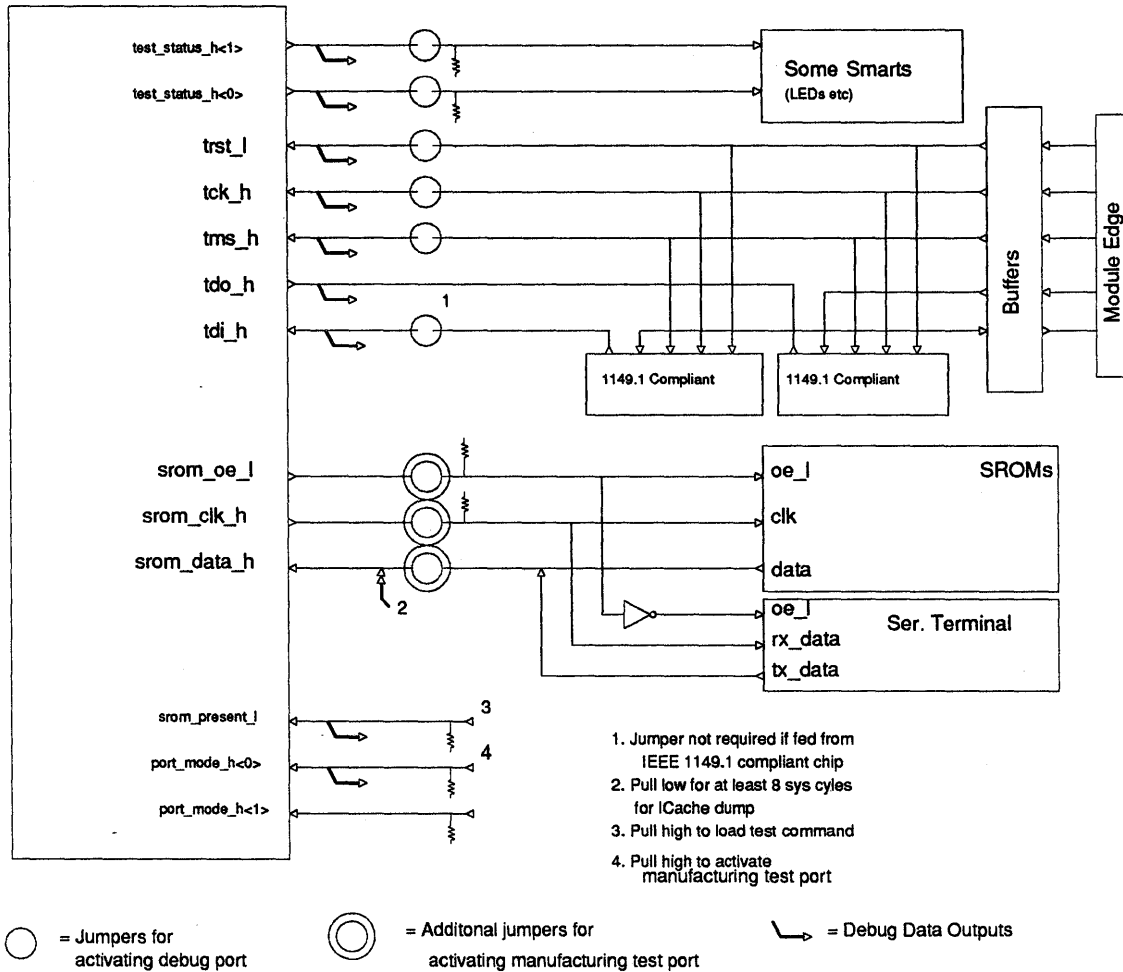 test_status_h<1>
test_status_h<0>
Some Smarts
(LEDs etc)
trst_l
tck_h
tms_h
tdo_h
tdi_h
1
Buffers
Module Edge
1149.1 Compliant
1149.1 Compliant
srom_oe_l
srom_clk_h
srom_data_h
2
oe_l
SROMs
clk
data
oe_l
Ser. Terminal
rx_data
tx_data
srom_present_l
3
port_mode_h<0>
4
port_mode_h<1>
1. Jumper not required if fed from
IEEE 1149.1 compliant chip
2. Pull low for at least 8 sys cyles
for ICache dump
3. Pull high to load test command
4. Pull high to activate
manufacturing test port
= Jumpers for
activating debug port
= Additonal jumpers for
activating manufacturing test port
= Debug Data Outputs